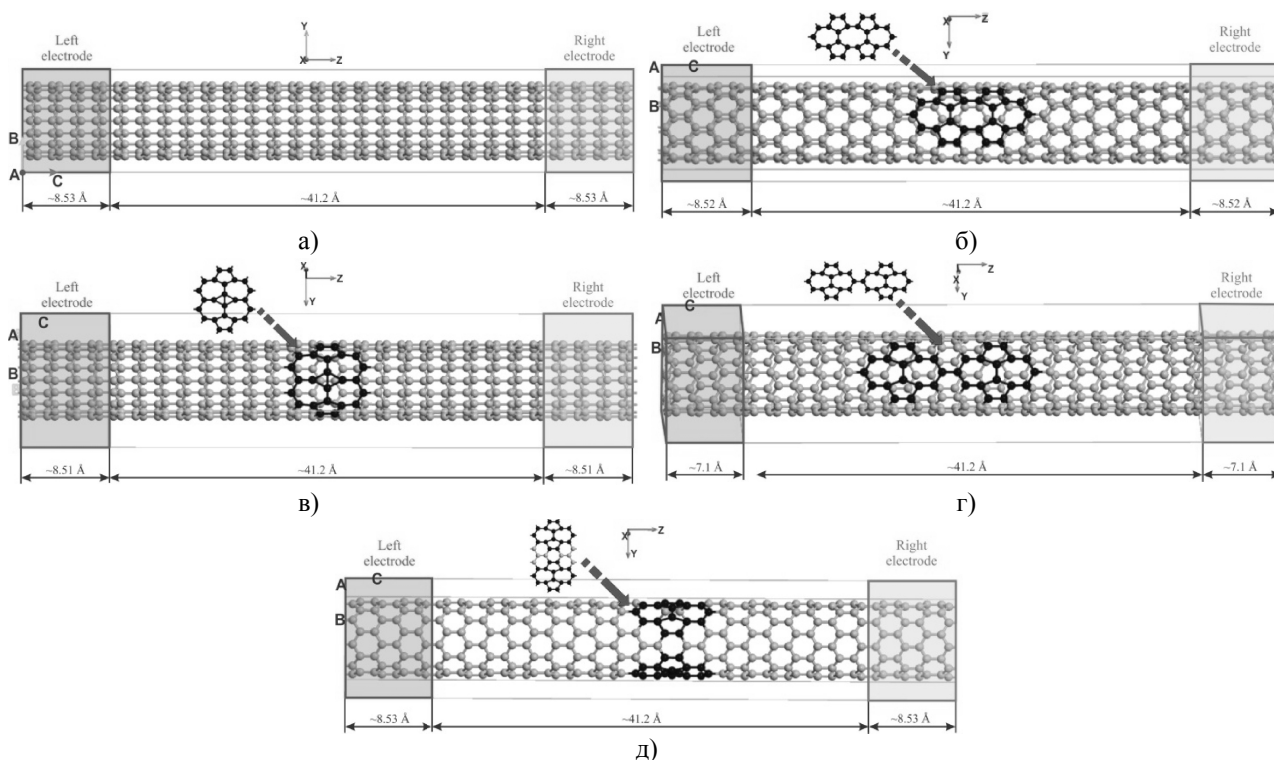 Left
electrode
Y
X
Z
Right
electrode
B
A
C
~8.53 Å
~41.2 Å
~8.53 Å
а)
Left
electrode
X
Z
Y
Right
electrode
A
C
B
~8.52 Å
~41.2 Å
~8.52 Å
б)
Left
electrode
X
Z
Y
Right
electrode
C
A
B
~8.51 Å
~41.2 Å
~8.51 Å
в)
Left
electrode
Z
X
Y
Right
electrode
C
A
B
~7.1 Å
~41.2 Å
~7.1 Å
г)
Left
electrode
X
Z
Y
Right
electrode
C
A
B
~8.53 Å
~41.2 Å
~8.53 Å
д)